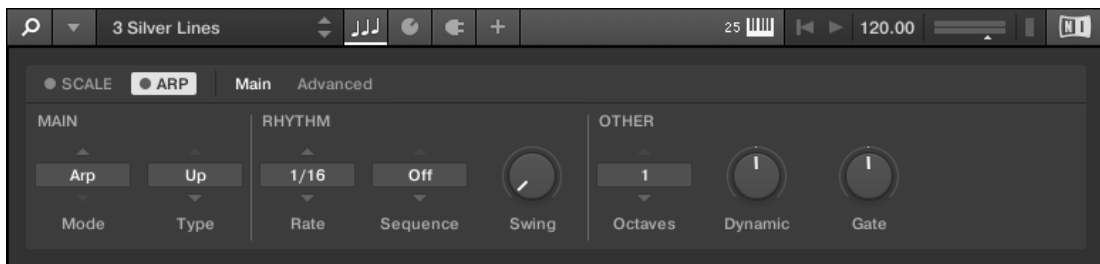 3 Silver Lines 25 120.00 NI
SCALE ARP Main Advanced
MAIN RHYTHM OTHER
Arp Up 1/16 Off 1
Mode Type Rate Sequence Swing Octaves Dynamic Gate